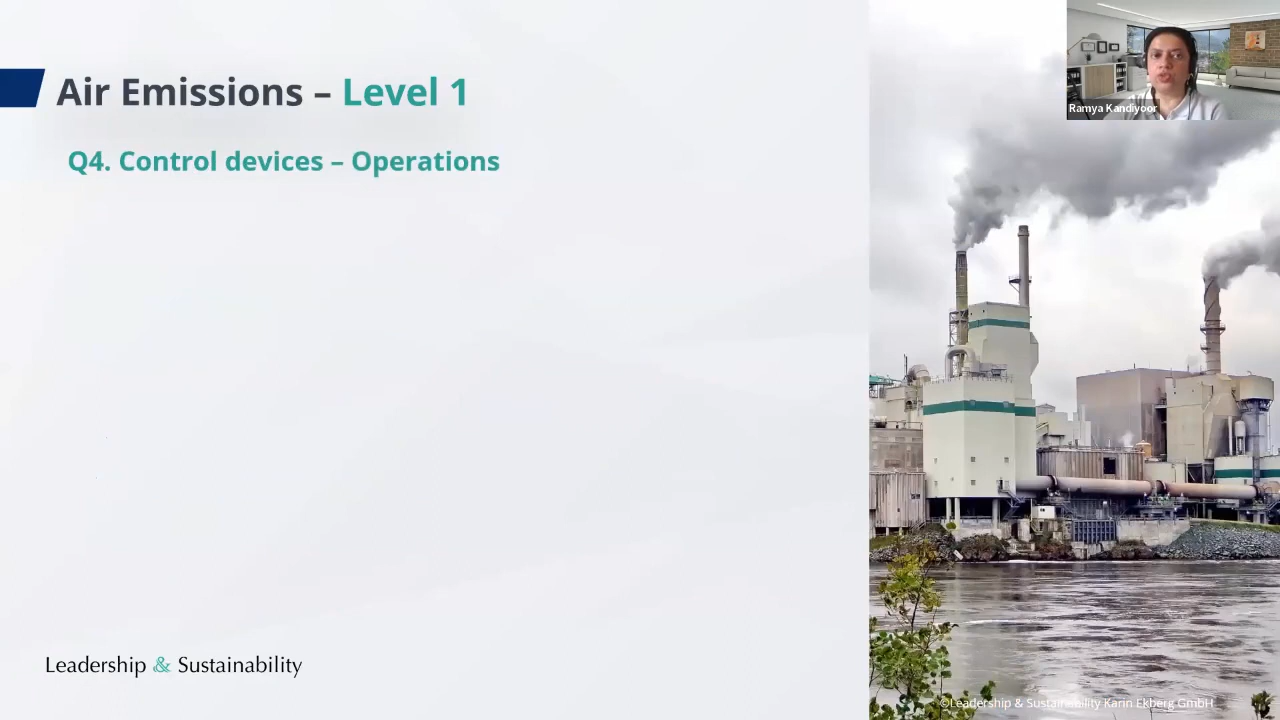 Air Emissions – Level 1
Q4. Control devices – Operations
Ramya Kandiyoor
Leadership & Sustainability
©Leadership & Sustainability Karin Ekberg GmbH